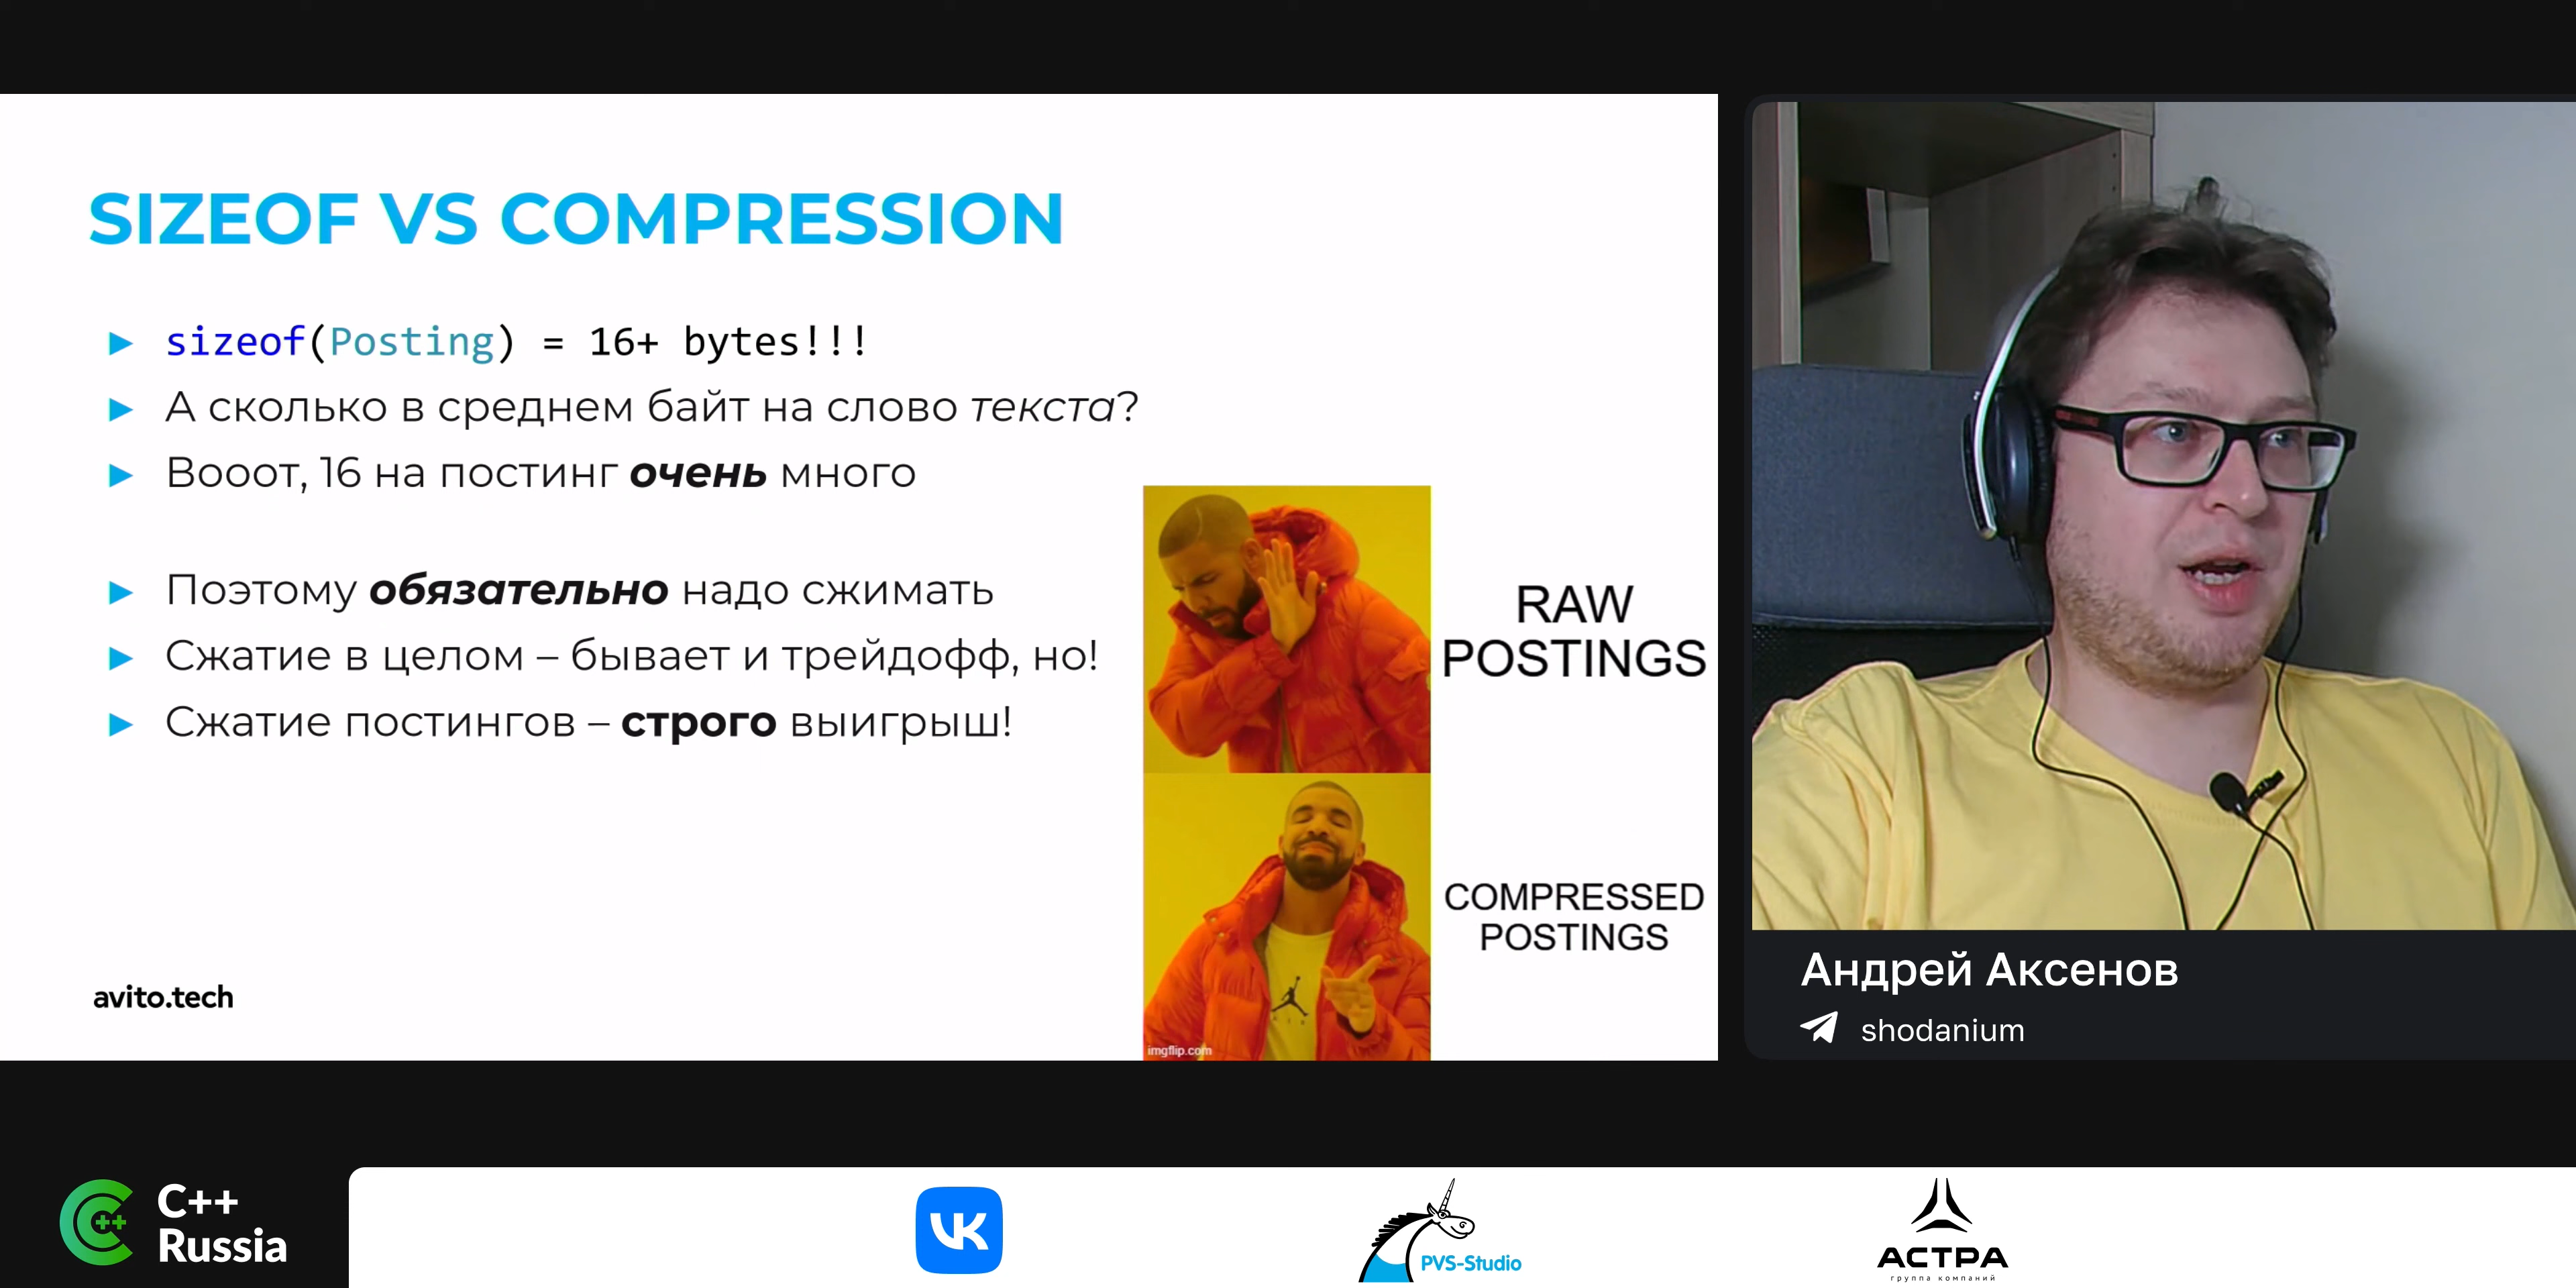 SIZEOF VS COMPRESSION
sizeof(Posting) = 16+ bytes!!!
А сколько в среднем байт на слово текста?
Вооот, 16 на постинг очень много
Поэтому обязательно надо сжимать
Сжатие в целом – бывает и трейдофф, но!
Сжатие постингов – строго выигрыш!
RAW
POSTINGS
COMPRESSED
POSTINGS
imgflip.com
avito.tech
Андрей Аксенов
shodanium
C++
Russia
VK
PVS-Studio
АСТРА
группа компаний